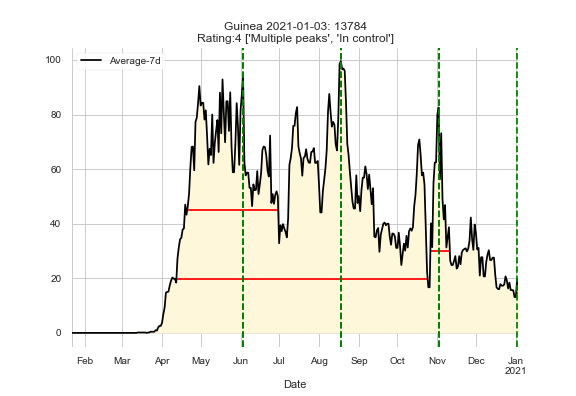 Guinea 2021-01-03: 13784
Rating:4 ['Multiple peaks', 'In control']
Average-7d
100
80
60
40
20
0
Feb Mar Apr May Jun Jul Aug Sep Oct Nov Dec Jan
2021
Date